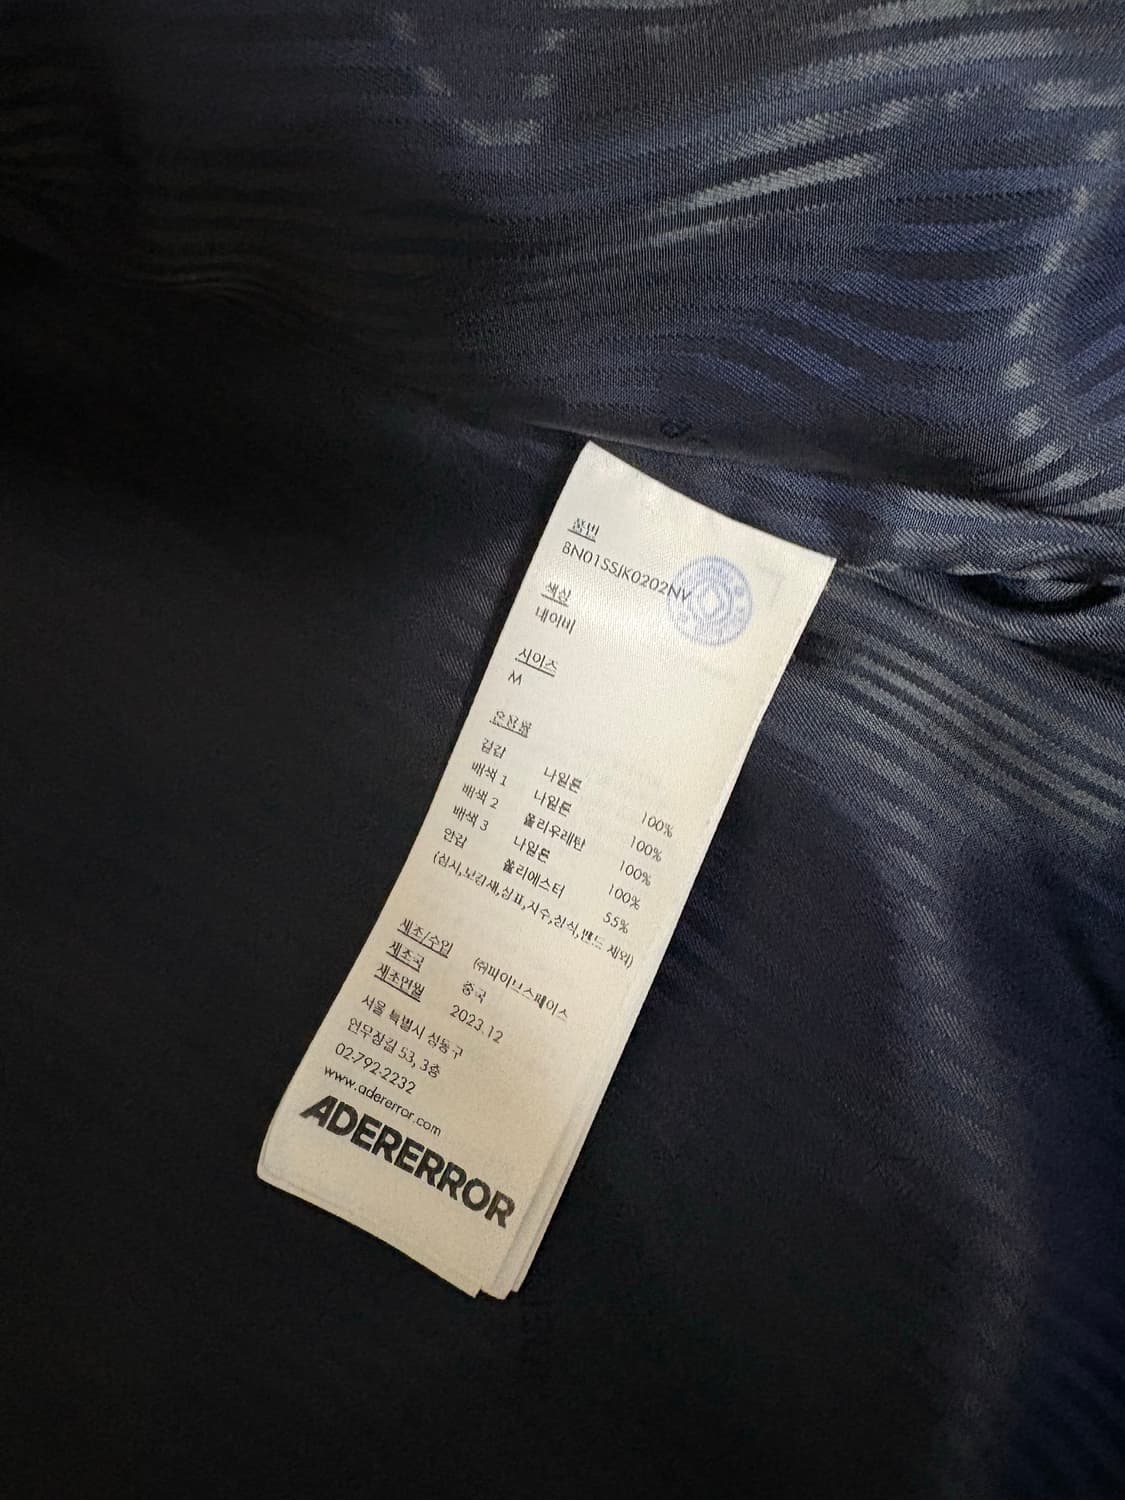 품번
BN01SSJK0202NV
색상
네이비
사이즈
M
혼용률
겉감 나일론 100%
배색 1 나일론 100%
배색 2 폴리우레탄 100%
배색 3 나일론 100%
안감 폴리에스터 55%
(심지,보강재,상표,자수,장식,밴드 제외)
제조/수입 (주)파이브스페이스
제조국 중국
제조연월 2023.12
서울 특별시 성동구
연무장길 53, 3층
02-792-2232
www.adererror.com
ADERERROR